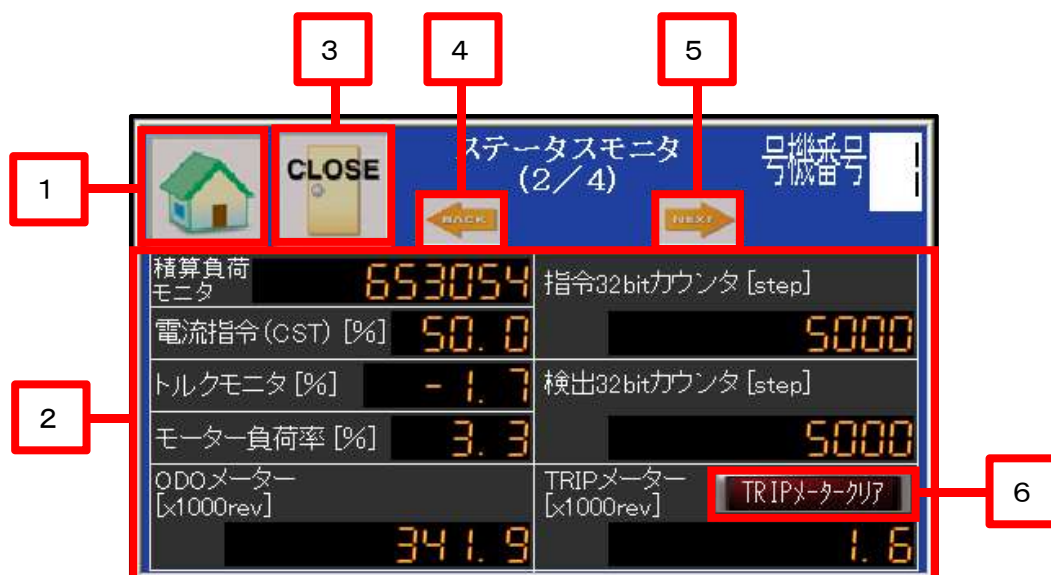 3
4
5
1
CLOSE
ステータスモニタ
(2/4)
号機番号
1
BACK
NEXT
2
積算負荷
モニタ
653054
指令32bitカウンタ[step]
5000
電流指令(CST) [%]
50.0
トルクモニタ[%]
-1.7
検出32bitカウンタ[step]
5000
モーター負荷率[%]
3.3
ODOメーター
[x1000rev]
341.9
TRIPメーター
[x1000rev]
TRIPメータークリア
1.6
6